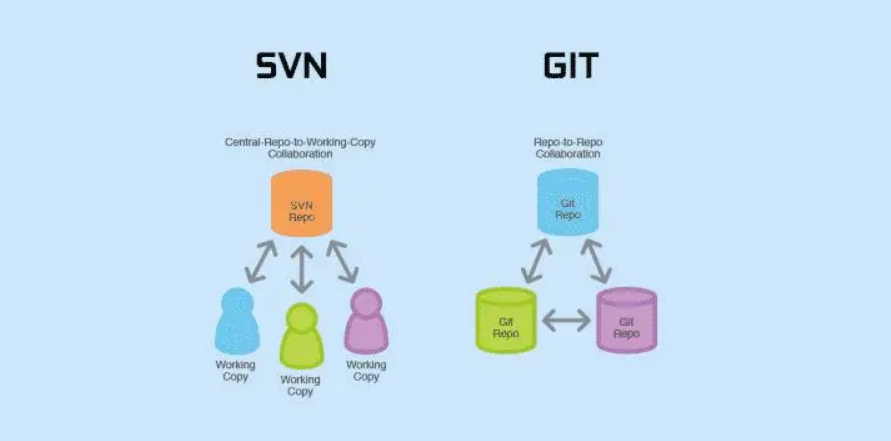 SVN
Central-Repo-to-Working-Copy
Collaboration
SVN
Repo
Working
Copy
Working
Copy
Working
Copy
GIT
Repo-to-Repo
Collaboration
Git
Repo
Git
Repo
Git
Repo